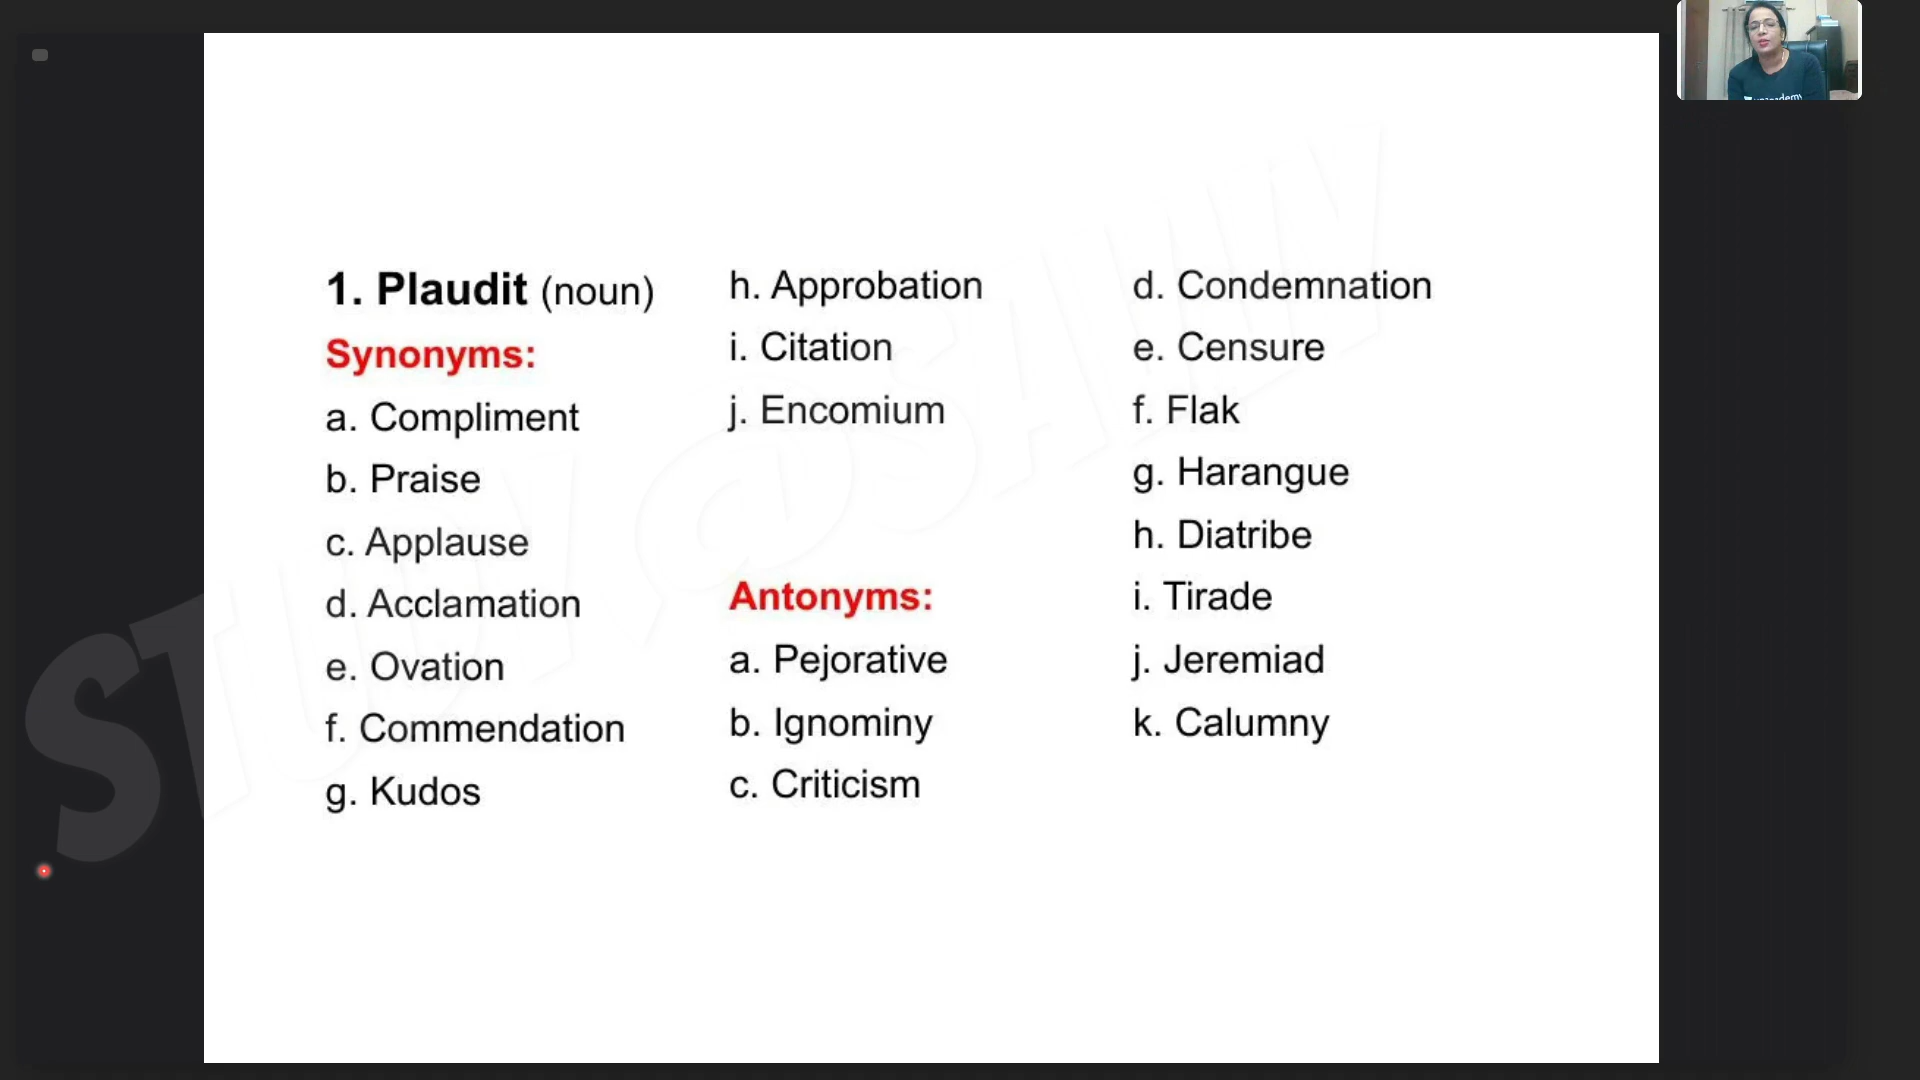 1. Plaudit (noun)
Synonyms:
a. Compliment
b. Praise
c. Applause
d. Acclamation
e. Ovation
f. Commendation
g. Kudos
h. Approbation
i. Citation
j. Encomium
Antonyms:
a. Pejorative
b. Ignominy
c. Criticism
d. Condemnation
e. Censure
f. Flak
g. Harangue
h. Diatribe
i. Tirade
j. Jeremiad
k. Calumny